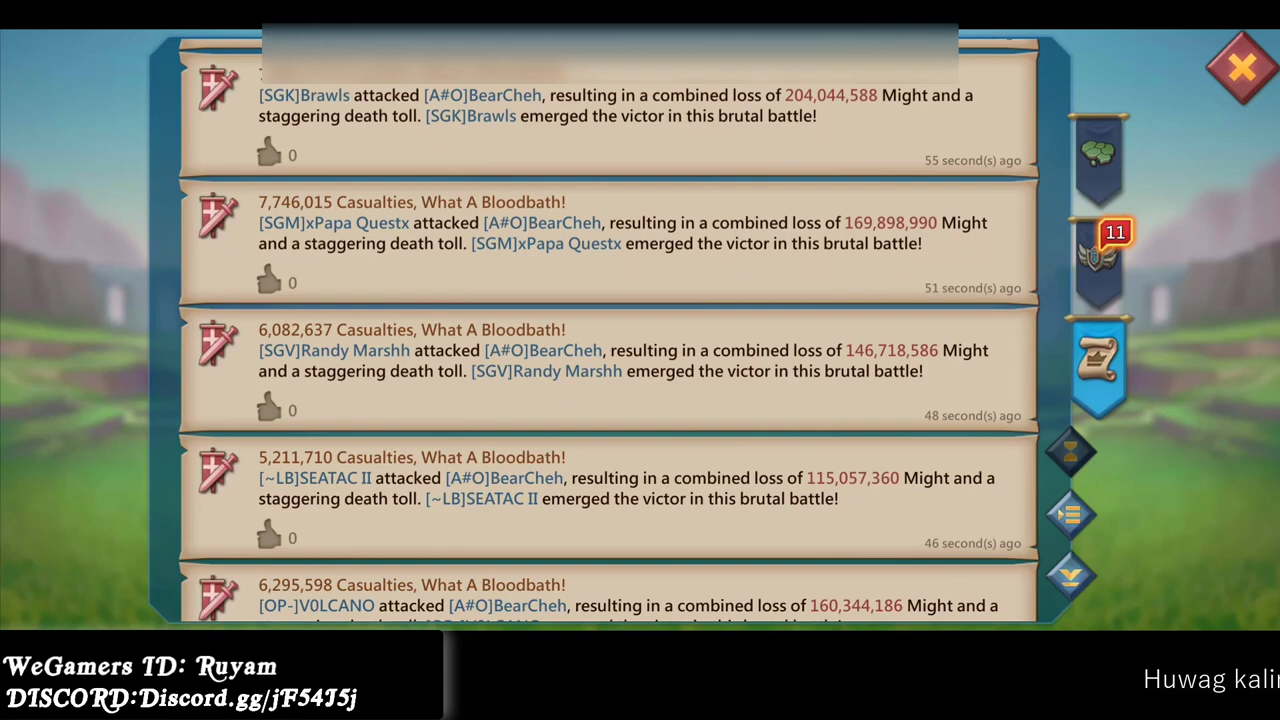 [SGK]Brawls attacked [A#O]BearCheh, resulting in a combined loss of 204,044,588 Might and a
staggering death toll. [SGK]Brawls emerged the victor in this brutal battle!
0
55 second(s) ago
7,746,015 Casualties, What A Bloodbath!
[SGM]xPapa Questx attacked [A#O]BearCheh, resulting in a combined loss of 169,898,990 Might
and a staggering death toll. [SGM]xPapa Questx emerged the victor in this brutal battle!
0
51 second(s) ago
11
6,082,637 Casualties, What A Bloodbath!
[SGV]Randy Marshh attacked [A#O]BearCheh, resulting in a combined loss of 146,718,586 Might
and a staggering death toll. [SGV]Randy Marshh emerged the victor in this brutal battle!
0
48 second(s) ago
5,211,710 Casualties, What A Bloodbath!
[~LB]SEATAC II attacked [A#O]BearCheh, resulting in a combined loss of 115,057,360 Might and a
staggering death toll. [~LB]SEATAC II emerged the victor in this brutal battle!
0
46 second(s) ago
6,295,598 Casualties, What A Bloodbath!
[OP-]V0LCANO attacked [A#O]BearCheh, resulting in a combined loss of 160,344,186 Might and a
WeGamers ID: Ruyam
DISCORD:Discord.gg/jF54J5j
Huwag kali